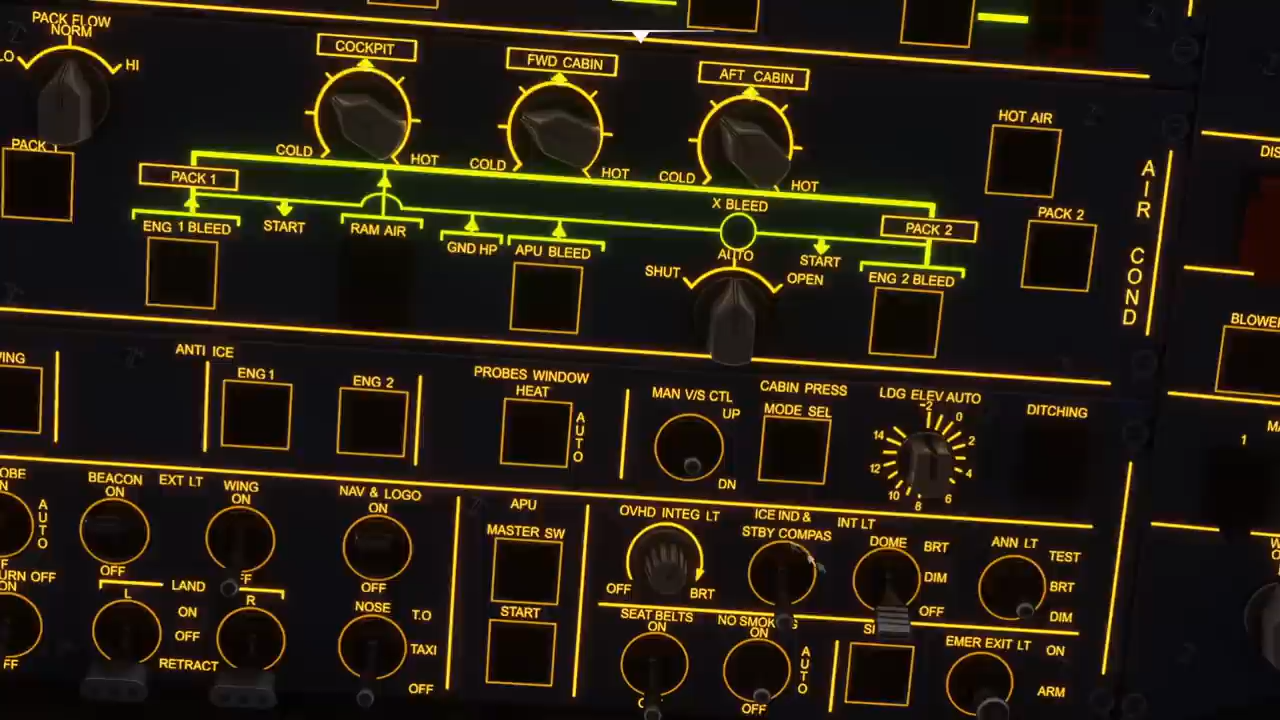 PACK FLOW
NORM
LO
HI
COCKPIT
FWD CABIN
AFT CABIN
HOT AIR
PACK 1
COLD
HOT
COLD
HOT
COLD
HOT
PACK 1
X BLEED
PACK 2
PACK 2
AIR COND
ENG 1 BLEED
START
RAM AIR
GND HP
APU BLEED
AUTO
SHUT
OPEN
START
ENG 2 BLEED
BLOWER
ANTI ICE
ENG 1
ENG 2
PROBES WINDOW
HEAT
AUTO
MAN V/S CTL
UP
DN
CABIN PRESS
MODE SEL
LDG ELEV AUTO
-2
0
2
4
6
8
10
12
14
DITCHING
1
AUTO
BEACON
ON
OFF
EXT LT
WING
ON
NAV & LOGO
ON
OFF
APU
MASTER SW
START
OVHD INTEG LT
OFF
BRT
ICE IND &
STBY COMPAS
INT LT
DOME
BRT
DIM
OFF
ANN LT
TEST
BRT
DIM
LAND
L
R
ON
OFF
RETRACT
NOSE
T.O
TAXI
OFF
SEAT BELTS
ON
ON
OFF
AUTO
EMER EXIT LT
ON
ARM